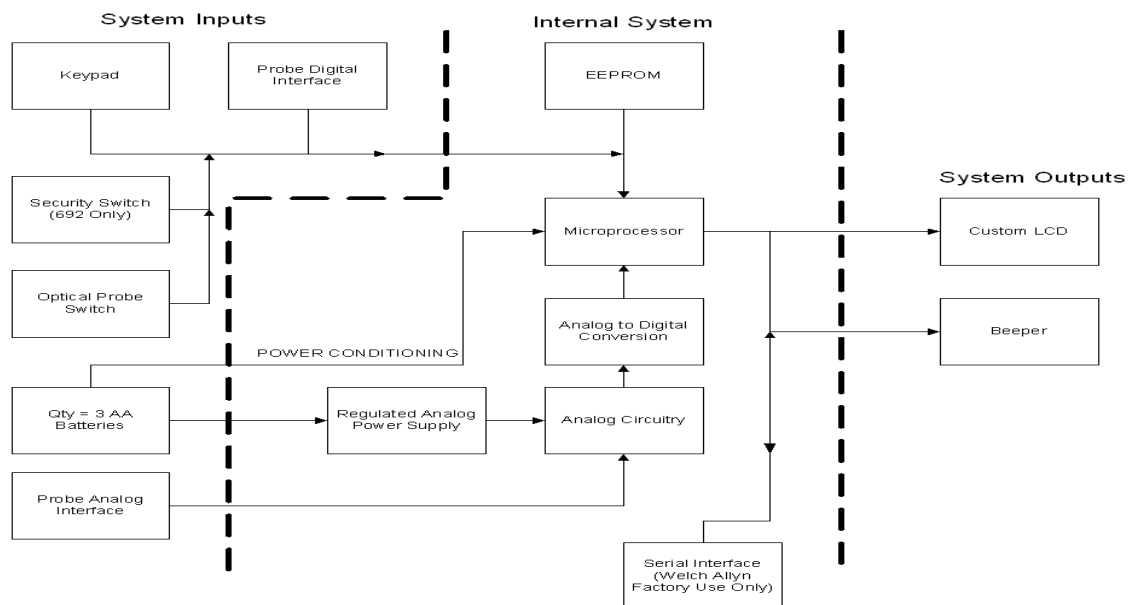 System Inputs
Internal System
Keypad
Probe Digital
Interface
EEPROM
Security Switch
(692 Only)
System Outputs
Microprocessor
Custom LCD
Optical Probe
Switch
Analog to Digital
Conversion
Beeper
POWER CONDITIONING
Qty = 3 AA
Batteries
Regulated Analog
Power Supply
Analog Circuitry
Probe Analog
Interface
Serial Interface
(Welch Allyn
Factory Use Only)